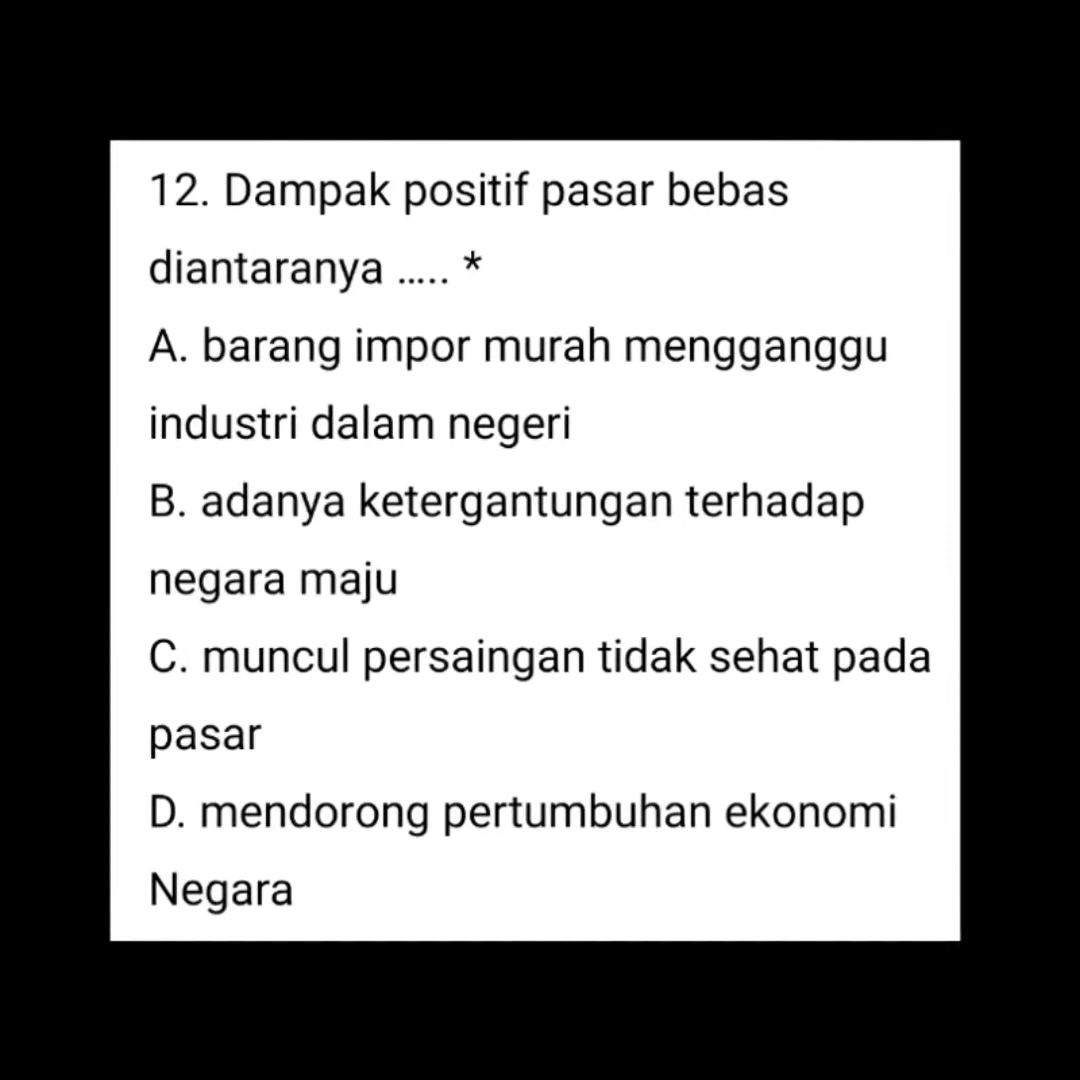 12. Dampak positif pasar bebas
diantaranya ..... *
A. barang impor murah mengganggu
industri dalam negeri
B. adanya ketergantungan terhadap
negara maju
C. muncul persaingan tidak sehat pada
pasar
D. mendorong pertumbuhan ekonomi
Negara